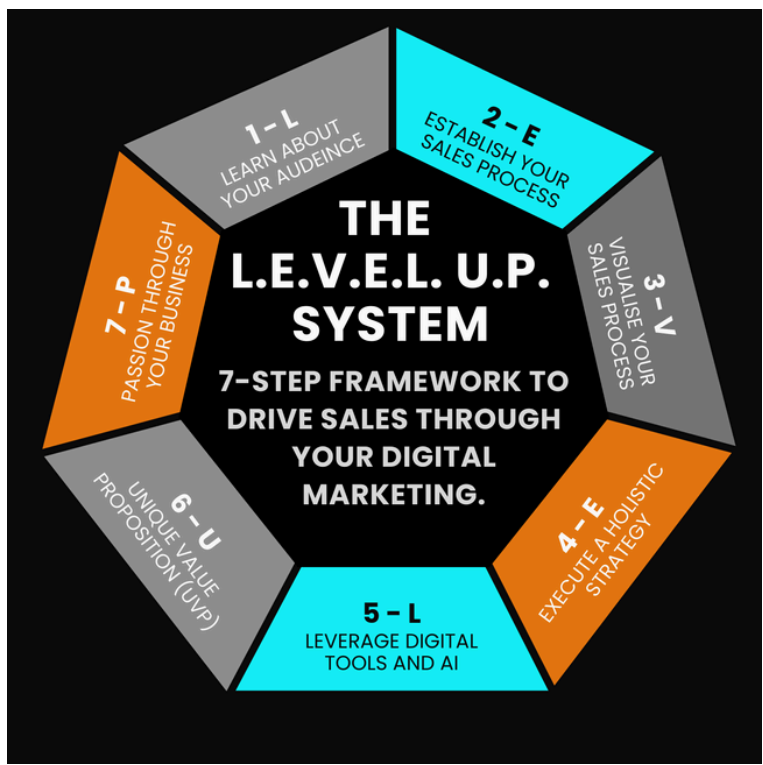 THE
L.E.V.E.L. U.P.
SYSTEM
7-STEP FRAMEWORK TO
DRIVE SALES THROUGH
YOUR DIGITAL
MARKETING.
1 - L
LEARN ABOUT
YOUR AUDEINCE
2 - E
ESTABLISH YOUR
SALES PROCESS
3 - V
VISUALISE YOUR
SALES PROCESS
4 - E
EXECUTE A HOLISTIC
STRATEGY
5 - L
LEVERAGE DIGITAL
TOOLS AND AI
6 - U
UNIQUE VALUE
PROPOSITION (UVP)
7 - P
PASSION THROUGH
YOUR BUSINESS